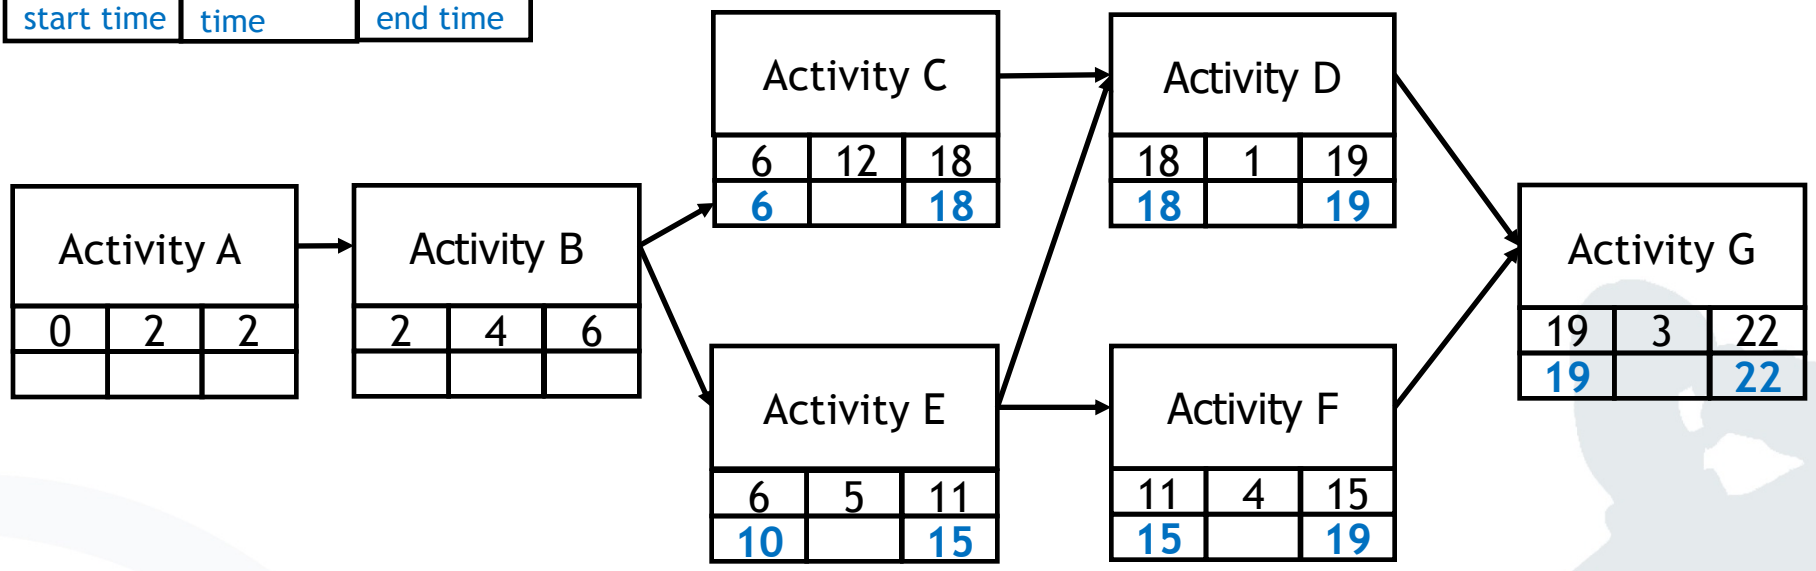 start time time end time
Activity C
6 12 18
6 18
Activity D
18 1 19
18 19
Activity A
0 2 2
Activity B
2 4 6
Activity E
6 5 11
10 15
Activity F
11 4 15
15 19
Activity G
19 3 22
19 22